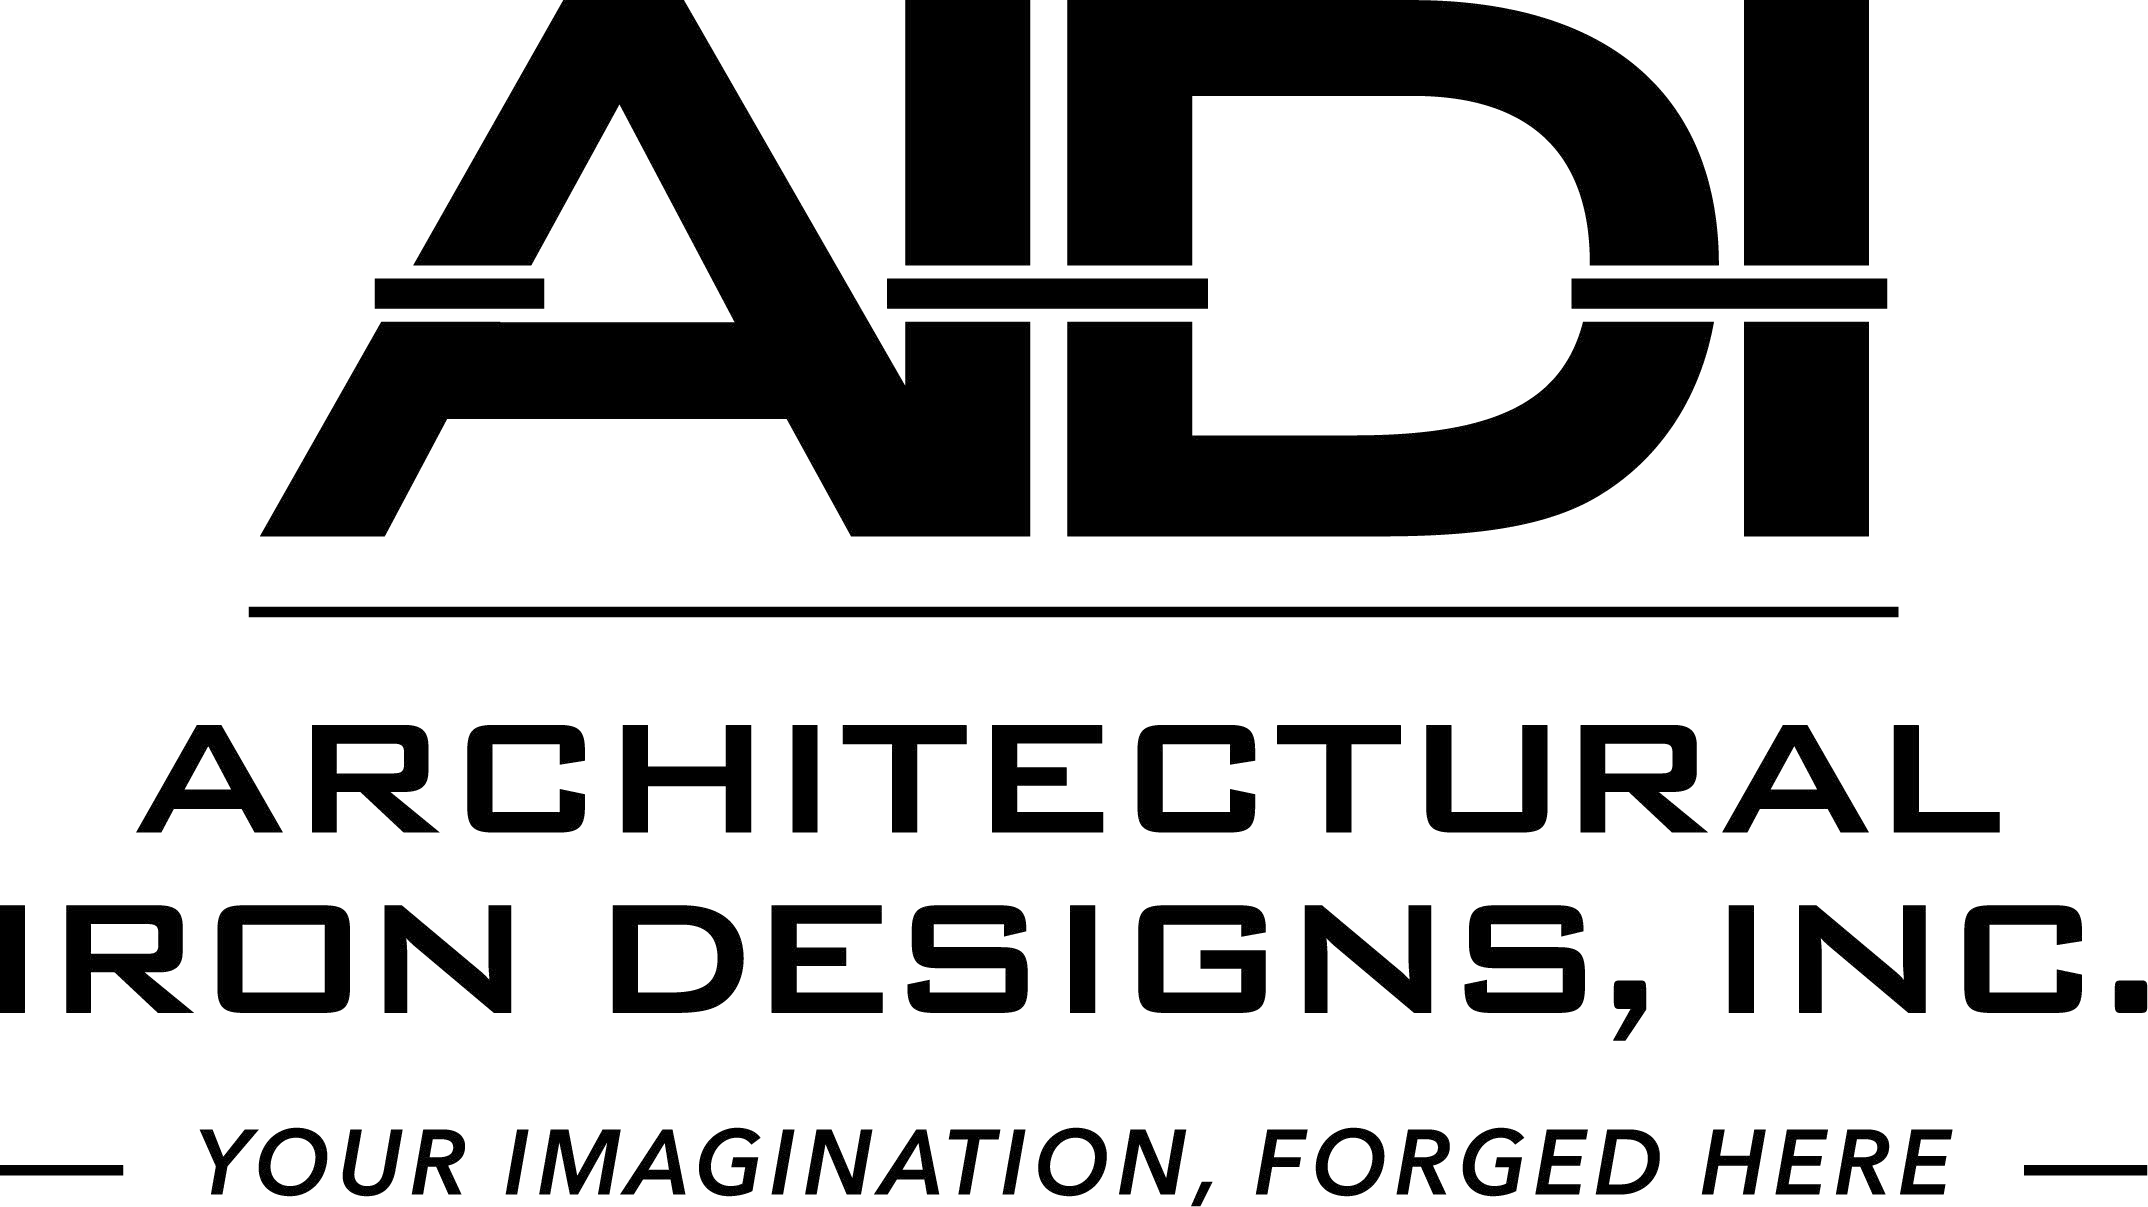 AIDI
ARCHITECTURAL
IRON DESIGNS, INC.
YOUR IMAGINATION, FORGED HERE